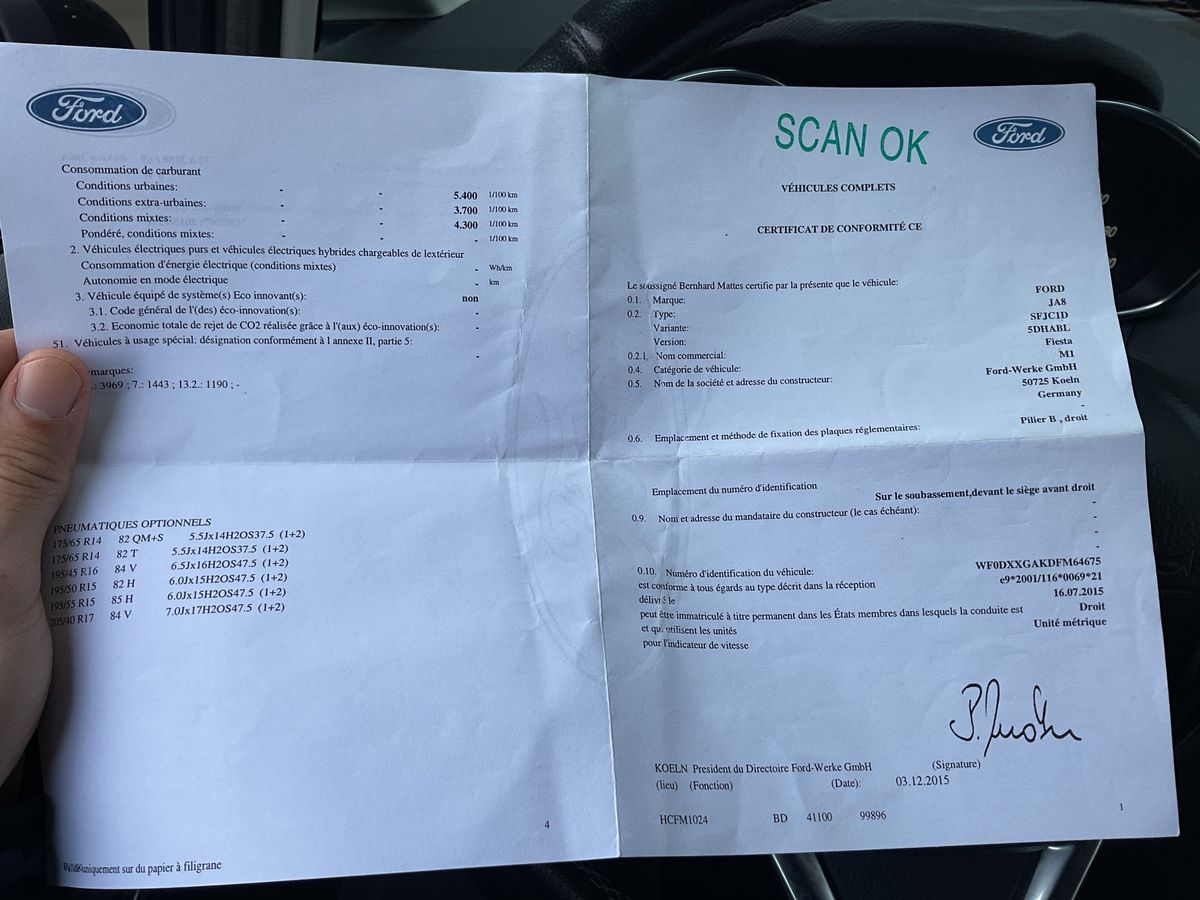 Ford
Consommation de carburant
Conditions urbaines: - - 5.400 l/100 km
Conditions extra-urbaines: - - 3.700 l/100 km
Conditions mixtes: - - 4.300 l/100 km
Pondéré, conditions mixtes: - - - l/100 km
2. Véhicules électriques purs et véhicules électriques hybrides chargeables de lextérieur
Consommation d'énergie électrique (conditions mixtes) - Wh/km
Autonomie en mode électrique - km
3. Véhicule équipé de système(s) Eco innovant(s): non
3.1. Code général de l'(des) éco-innovation(s): -
3.2. Economie totale de rejet de CO2 réalisée grâce à l'(aux) éco-innovation(s): -
51. Véhicules à usage spécial: désignation conformément à l annexe II, partie 5: -
marques:
.: 3969 ; 7.: 1443 ; 13.2.: 1190 ; -
PNEUMATIQUES OPTIONNELS
175/65 R14 82 QM+S 5.5Jx14H2OS37.5 (1+2)
175/65 R14 82 T 5.5Jx14H2OS37.5 (1+2)
195/45 R16 84 V 6.5Jx16H2OS47.5 (1+2)
195/50 R15 82 H 6.0Jx15H2OS47.5 (1+2)
195/55 R15 85 H 6.0Jx15H2OS47.5 (1+2)
205/40 R17 84 V 7.0Jx17H2OS47.5 (1+2)
4
uniquement sur du papier à filigrane
SCAN OK
Ford
VÉHICULES COMPLETS
CERTIFICAT DE CONFORMITÉ CE
Le soussigné Bernhard Mattes certifie par la présente que le véhicule:
0.1. Marque: FORD
0.2. Type: JA8
Variante: SFJC1D
Version: 5DHABL
0.2.1. Nom commercial: Fiesta
0.4. Catégorie de véhicule: M1
0.5. Nom de la société et adresse du constructeur: Ford-Werke GmbH
50725 Koeln
Germany
-
0.6. Emplacement et méthode de fixation des plaques réglementaires: Pilier B , droit
Emplacement du numéro d'identification Sur le soubassement,devant le siège avant droit
0.9. Nom et adresse du mandataire du constructeur (le cas échéant): -
-
-
-
0.10. Numéro d'identification du véhicule: WF0DXXGAKDFM64675
est conforme à tous égards au type décrit dans la réception e9*2001/116*0069*21
délivré le 16.07.2015
peut être immatriculé à titre permanent dans les États membres dans lesquels la conduite est Droit
et qui utilisent les unités Unité métrique
pour l'indicateur de vitesse
KOELN President du Directoire Ford-Werke GmbH (Signature)
(lieu) (Fonction) (Date): 03.12.2015
HCFM1024 BD 41100 99896
1